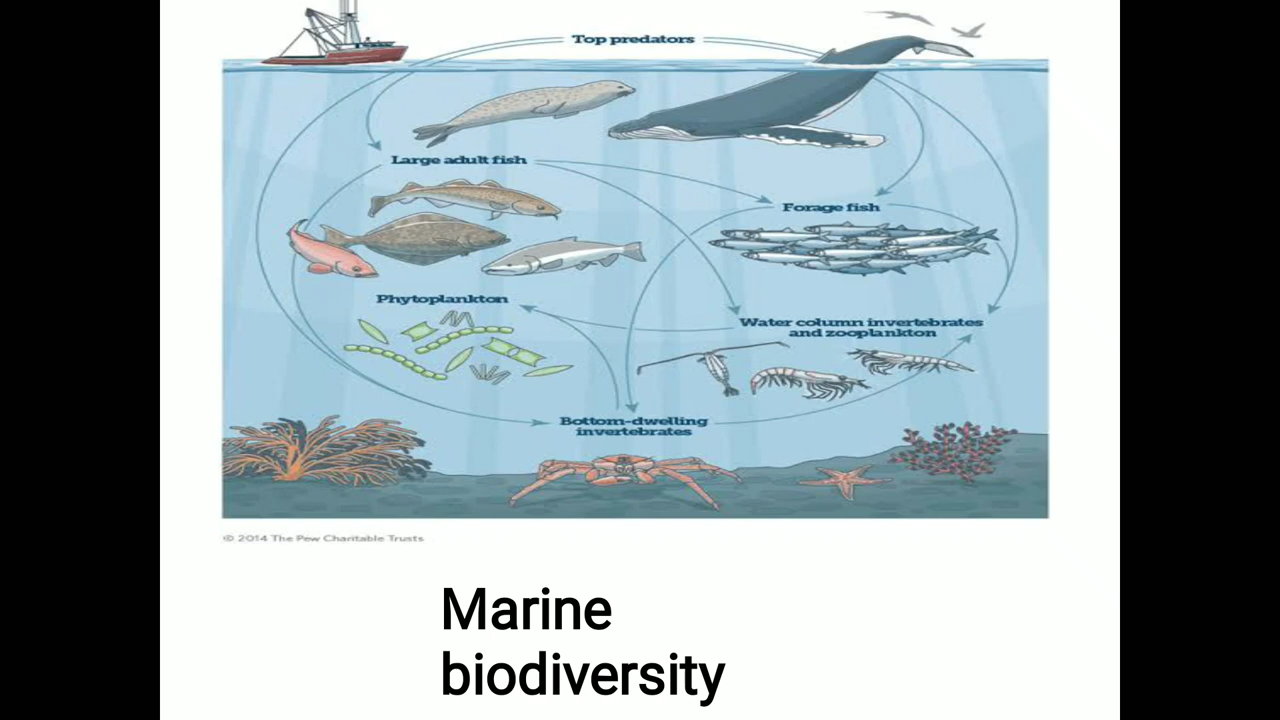 Top predators
Large adult fish
Forage fish
Phytoplankton
Water column invertebrates
and zooplankton
Bottom-dwelling
invertebrates
© 2014 The Pew Charitable Trusts
Marine
biodiversity